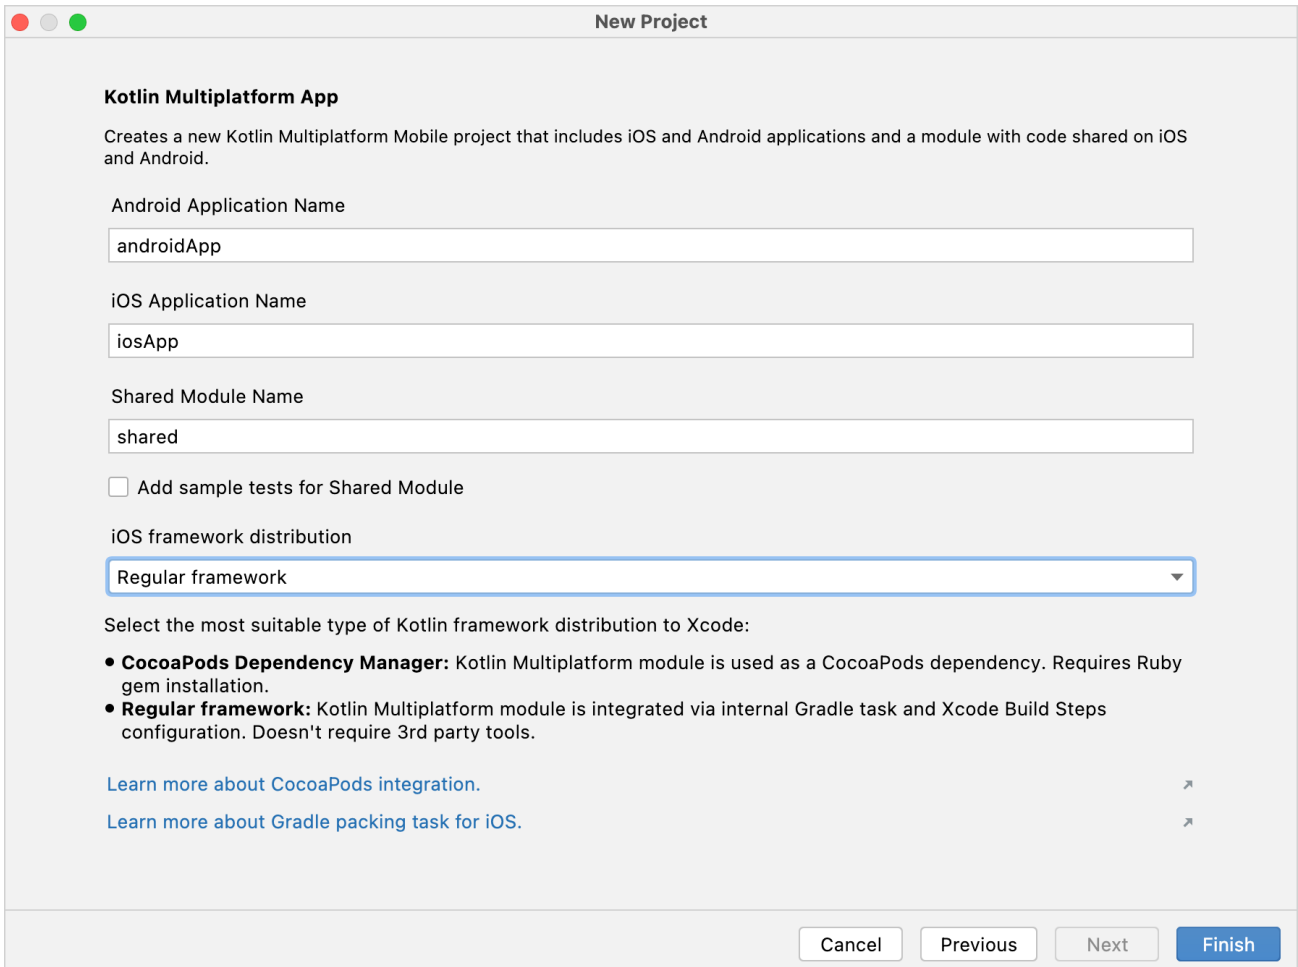 New Project
Kotlin Multiplatform App
Creates a new Kotlin Multiplatform Mobile project that includes iOS and Android applications and a module with code shared on iOS
and Android.
Android Application Name
androidApp
iOS Application Name
iosApp
Shared Module Name
shared
Add sample tests for Shared Module
iOS framework distribution
Regular framework
Select the most suitable type of Kotlin framework distribution to Xcode:
● CocoaPods Dependency Manager: Kotlin Multiplatform module is used as a CocoaPods dependency. Requires Ruby
gem installation.
● Regular framework: Kotlin Multiplatform module is integrated via internal Gradle task and Xcode Build Steps
configuration. Doesn't require 3rd party tools.
Learn more about CocoaPods integration.
Learn more about Gradle packing task for iOS.
Cancel Previous Next Finish